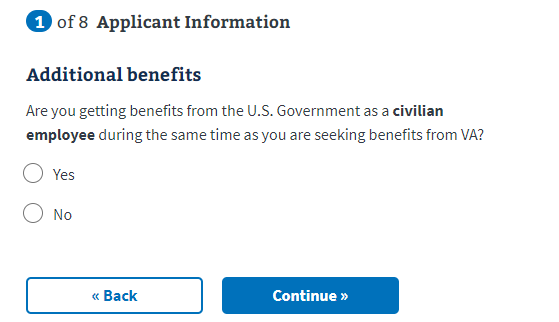 1 of 8 Applicant Information
Additional benefits
Are you getting benefits from the U.S. Government as a civilian
employee during the same time as you are seeking benefits from VA?
Yes
No
« Back
Continue »